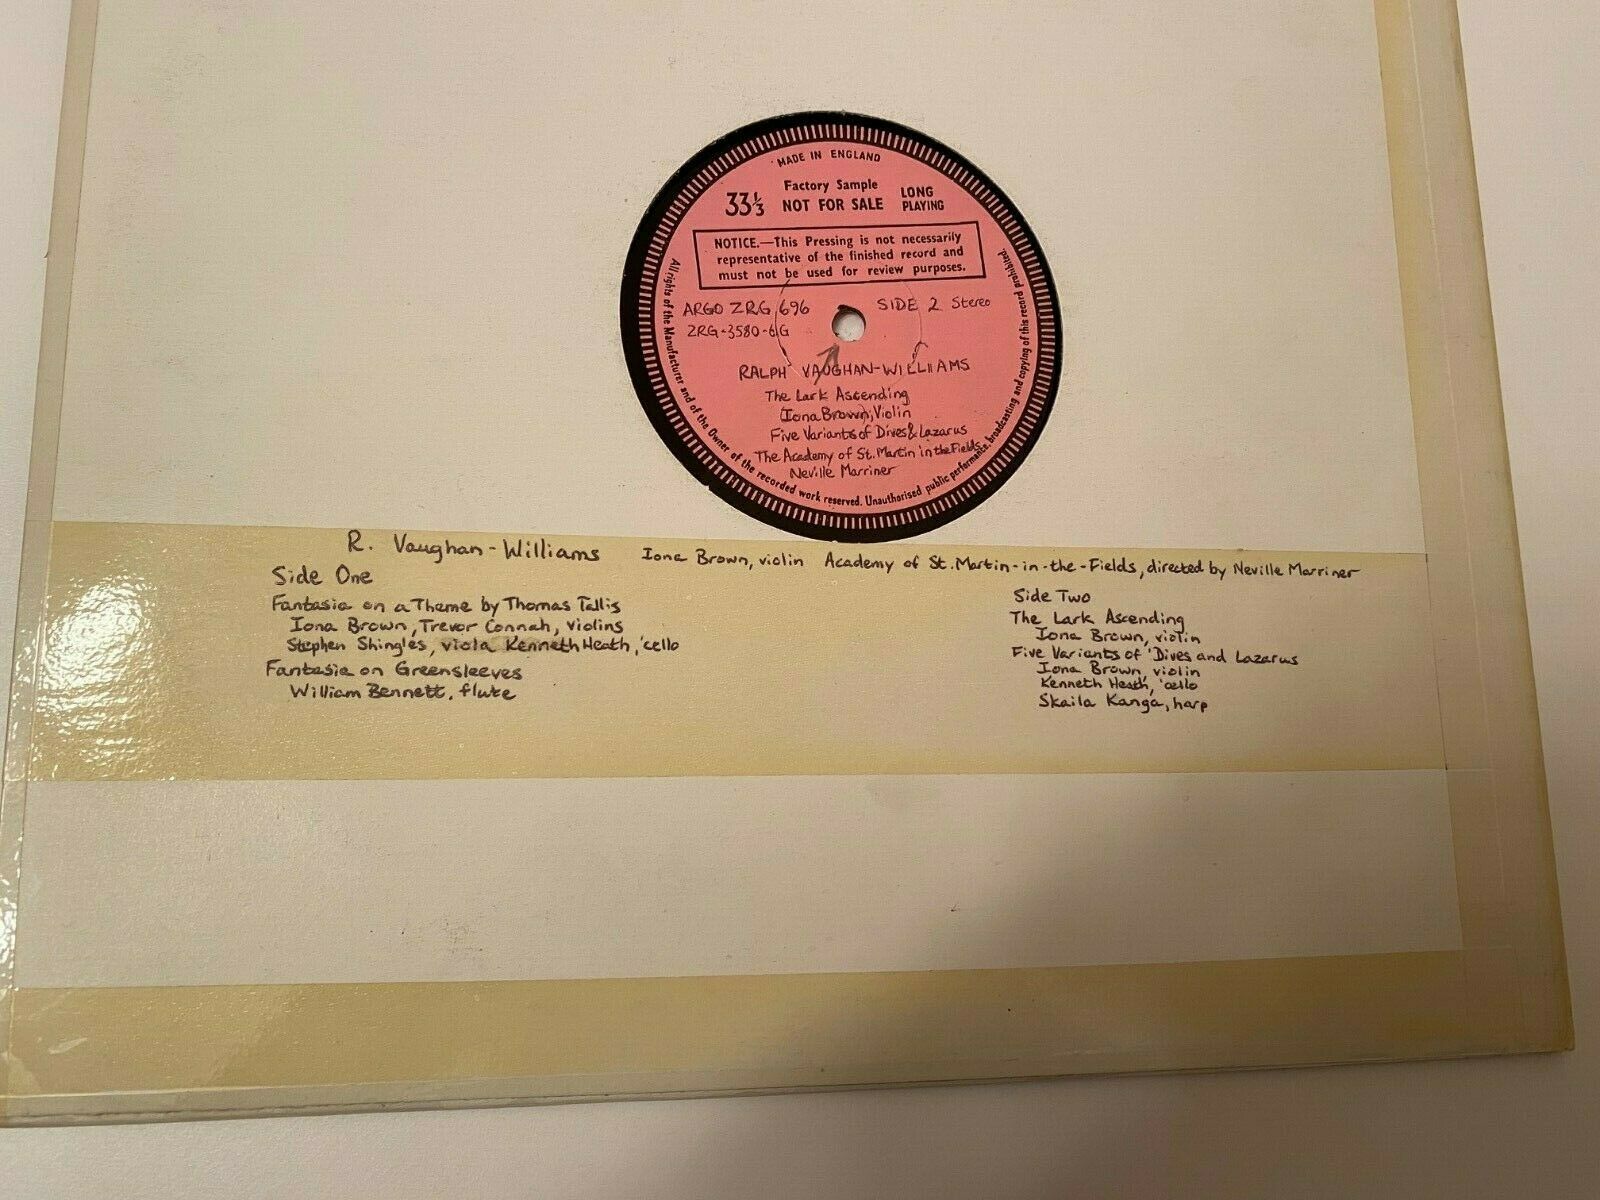 MADE IN ENGLAND
33⅓ Factory Sample NOT FOR SALE LONG PLAYING
NOTICE.—This Pressing is not necessarily
representative of the finished record and
must not be used for review purposes.
ARGO ZRG 696 SIDE 2 Stereo
ZRG-3580-6G
RALPH VAUGHAN-WILLIAMS
The Lark Ascending
Iona Brown, Violin
Five Variants of Dives & Lazarus
The Academy of St. Martin in the Fields
Neville Marriner
All rights of the Manufacturer and of the Owner of the recorded work reserved. Unauthorised public performance, broadcasting and copying of this record prohibited.
R. Vaughan-Williams Iona Brown, violin Academy of St. Martin-in-the-Fields, directed by Neville Marriner
Side One
Fantasia on a Theme by Thomas Tallis
Iona Brown, Trevor Connah, violins
Stephen Shingles, viola Kenneth Heath, 'cello
Fantasia on Greensleeves
William Bennett, flute
Side Two
The Lark Ascending
Iona Brown, violin
Five Variants of 'Dives and Lazarus
Iona Brown, violin
Kenneth Heath, 'cello
Skaila Kanga, harp